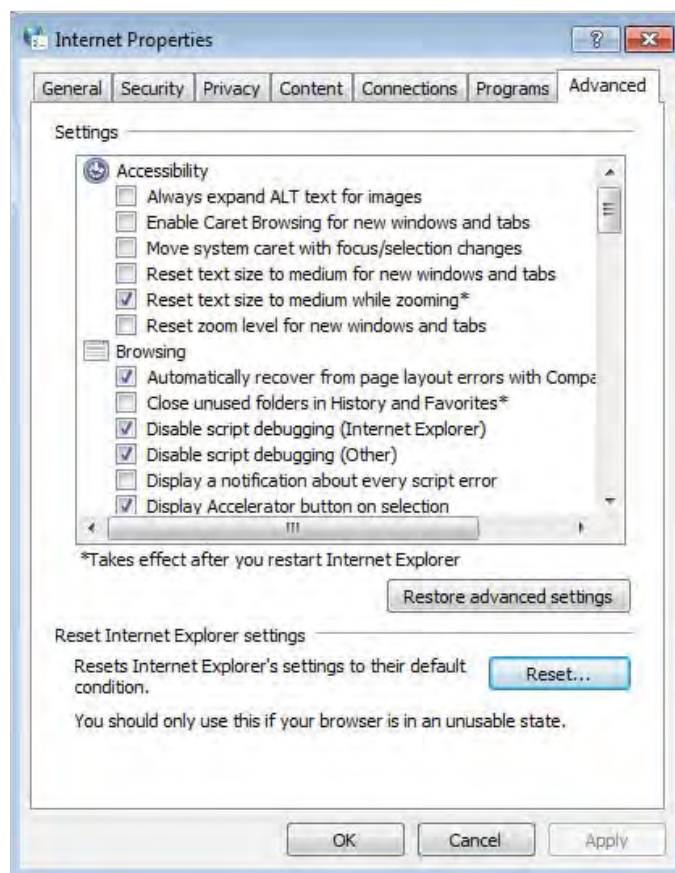 Internet Properties
General Security Privacy Content Connections Programs Advanced
Settings
Accessibility
Always expand ALT text for images
Enable Caret Browsing for new windows and tabs
Move system caret with focus/selection changes
Reset text size to medium for new windows and tabs
Reset text size to medium while zooming*
Reset zoom level for new windows and tabs
Browsing
Automatically recover from page layout errors with Compa
Close unused folders in History and Favorites*
Disable script debugging (Internet Explorer)
Disable script debugging (Other)
Display a notification about every script error
Display Accelerator button on selection
*Takes effect after you restart Internet Explorer
Restore advanced settings
Reset Internet Explorer settings
Resets Internet Explorer's settings to their default
condition.
Reset...
You should only use this if your browser is in an unusable state.
OK Cancel Apply